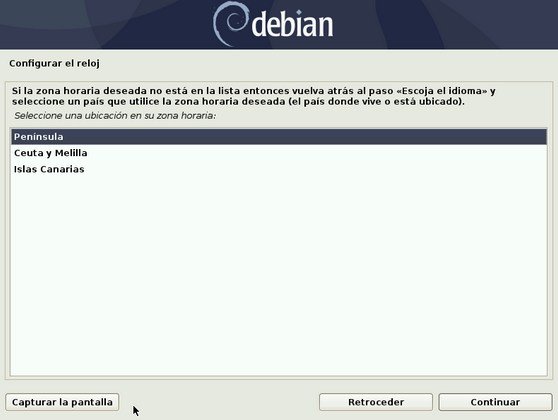 debian
Configurar el reloj
Si la zona horaria deseada no está en la lista entonces vuelva atrás al paso «Escoja el idioma» y
seleccione un país que utilice la zona horaria deseada (el país donde vive o está ubicado).
Seleccione una ubicación en su zona horaria:
Península
Ceuta y Melilla
Islas Canarias
Capturar la pantalla
Retroceder
Continuar